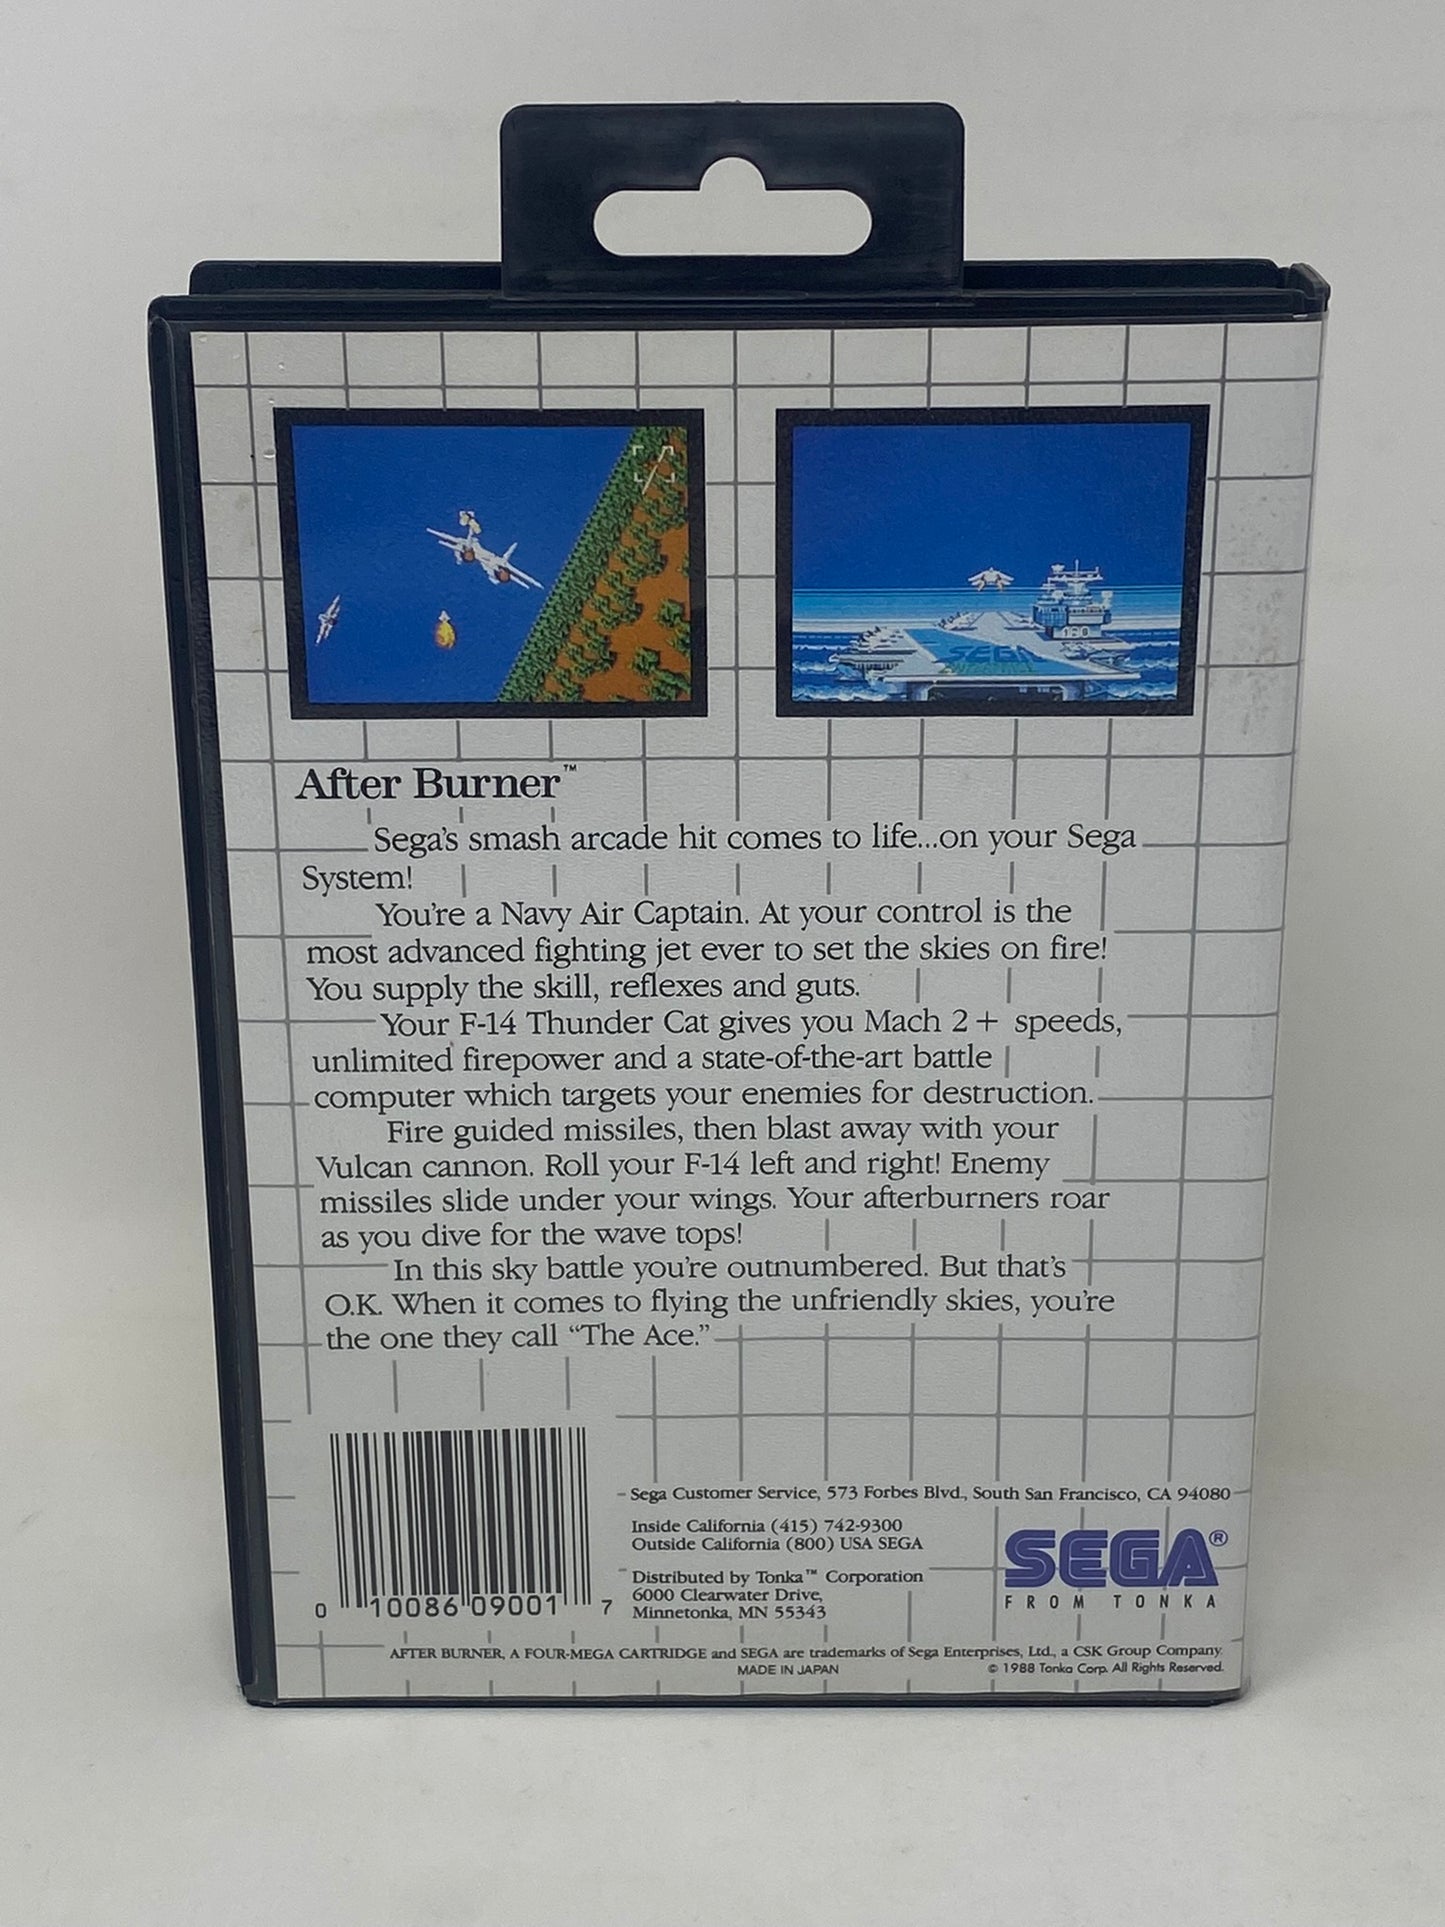 SEGA
After Burner™
Sega's smash arcade hit comes to life...on your Sega
System!
You're a Navy Air Captain. At your control is the
most advanced fighting jet ever to set the skies on fire!
You supply the skill, reflexes and guts.
Your F-14 Thunder Cat gives you Mach 2+ speeds,
unlimited firepower and a state-of-the-art battle
computer which targets your enemies for destruction.
Fire guided missiles, then blast away with your
Vulcan cannon. Roll your F-14 left and right! Enemy
missiles slide under your wings. Your afterburners roar
as you dive for the wave tops!
In this sky battle you're outnumbered. But that's
O.K. When it comes to flying the unfriendly skies, you're
the one they call “The Ace.”
0 10086 09001 7
Sega Customer Service, 573 Forbes Blvd., South San Francisco, CA 94080
Inside California (415) 742-9300
Outside California (800) USA SEGA
Distributed by Tonka™ Corporation
6000 Clearwater Drive,
Minnetonka, MN 55343
SEGA®
FROM TONKA
AFTER BURNER, A FOUR-MEGA CARTRIDGE and SEGA are trademarks of Sega Enterprises, Ltd., a CSK Group Company.
MADE IN JAPAN
© 1988 Tonka Corp. All Rights Reserved.